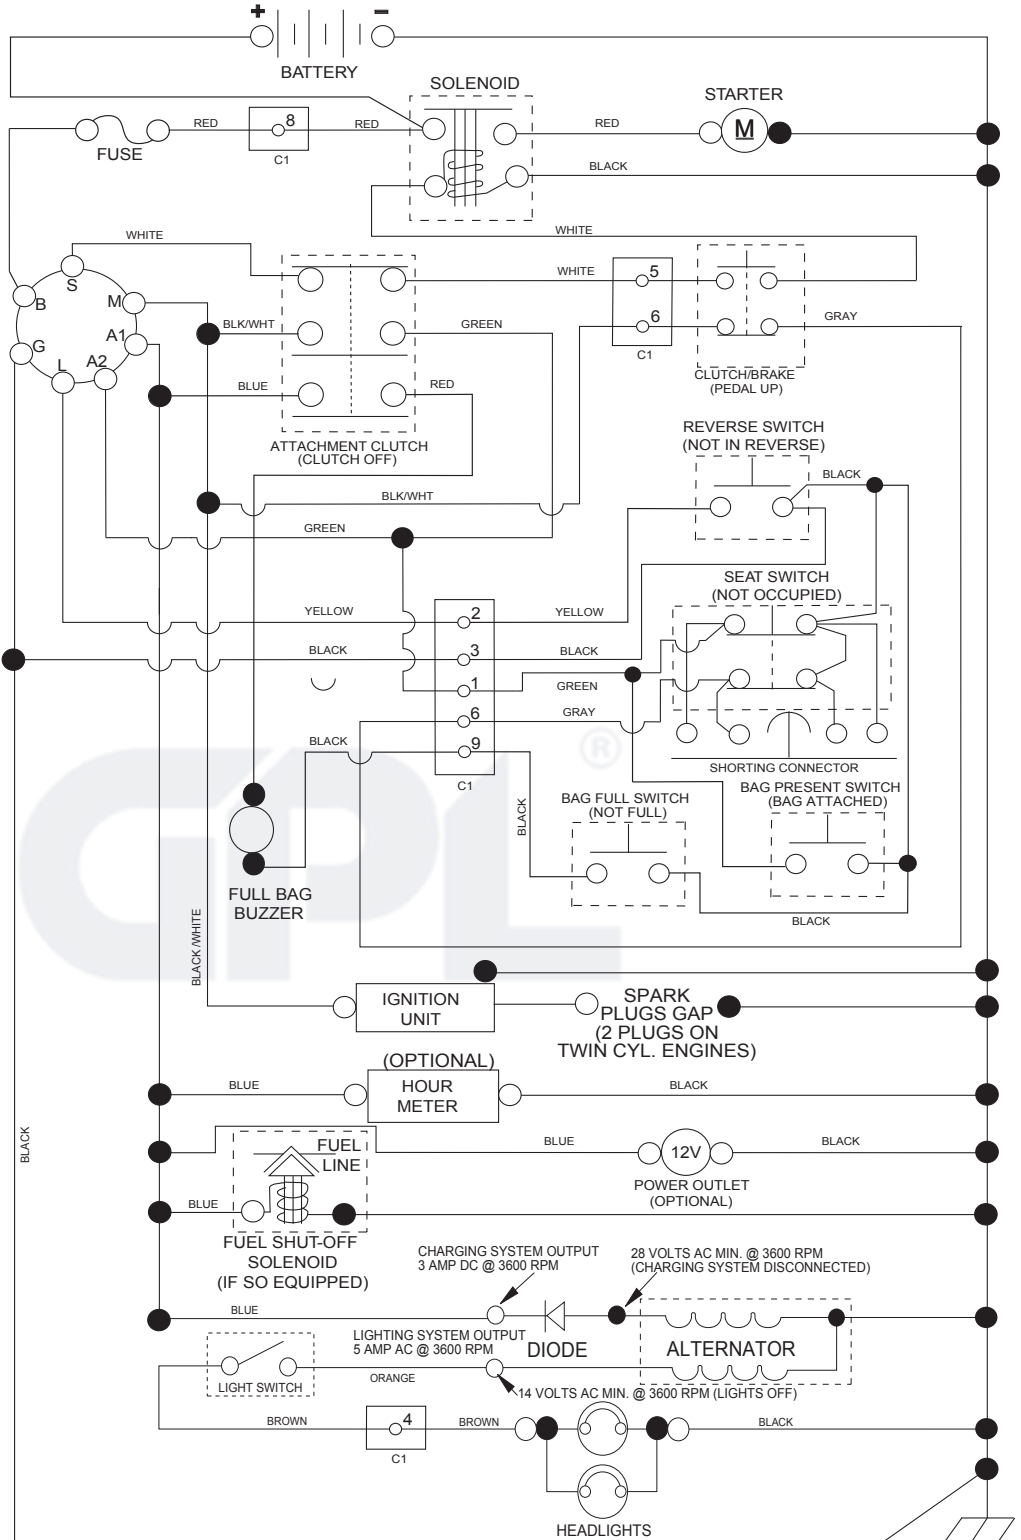 + −
BATTERY
SOLENOID
STARTER
RED
8
RED
RED
M
FUSE
C1
BLACK
WHITE
WHITE
S
WHITE
5
B
M
BLK/WHT
GREEN
6
GRAY
G
A1
C1
L
A2
BLUE
RED
CLUTCH/BRAKE
(PEDAL UP)
ATTACHMENT CLUTCH
(CLUTCH OFF)
REVERSE SWITCH
(NOT IN REVERSE)
BLACK
BLK/WHT
GREEN
SEAT SWITCH
(NOT OCCUPIED)
YELLOW
2
YELLOW
BLACK
3
BLACK
1
GREEN
6
GRAY
BLACK
9
C1
SHORTING CONNECTOR
BAG PRESENT SWITCH
(BAG ATTACHED)
BAG FULL SWITCH
(NOT FULL)
BLACK
FULL BAG
BUZZER
BLACK
GPL®
BLACK /WHITE
IGNITION
UNIT
SPARK
PLUGS GAP
(2 PLUGS ON
TWIN CYL. ENGINES)
(OPTIONAL)
BLUE
HOUR
METER
BLACK
BLACK
FUEL
LINE
BLUE
12V
BLACK
POWER OUTLET
(OPTIONAL)
BLUE
FUEL SHUT-OFF
SOLENOID
(IF SO EQUIPPED)
CHARGING SYSTEM OUTPUT
3 AMP DC @ 3600 RPM
28 VOLTS AC MIN. @ 3600 RPM
(CHARGING SYSTEM DISCONNECTED)
BLUE
LIGHTING SYSTEM OUTPUT
5 AMP AC @ 3600 RPM
DIODE
ALTERNATOR
LIGHT SWITCH
ORANGE
14 VOLTS AC MIN. @ 3600 RPM (LIGHTS OFF)
BROWN
4
BROWN
BLACK
C1
HEADLIGHTS